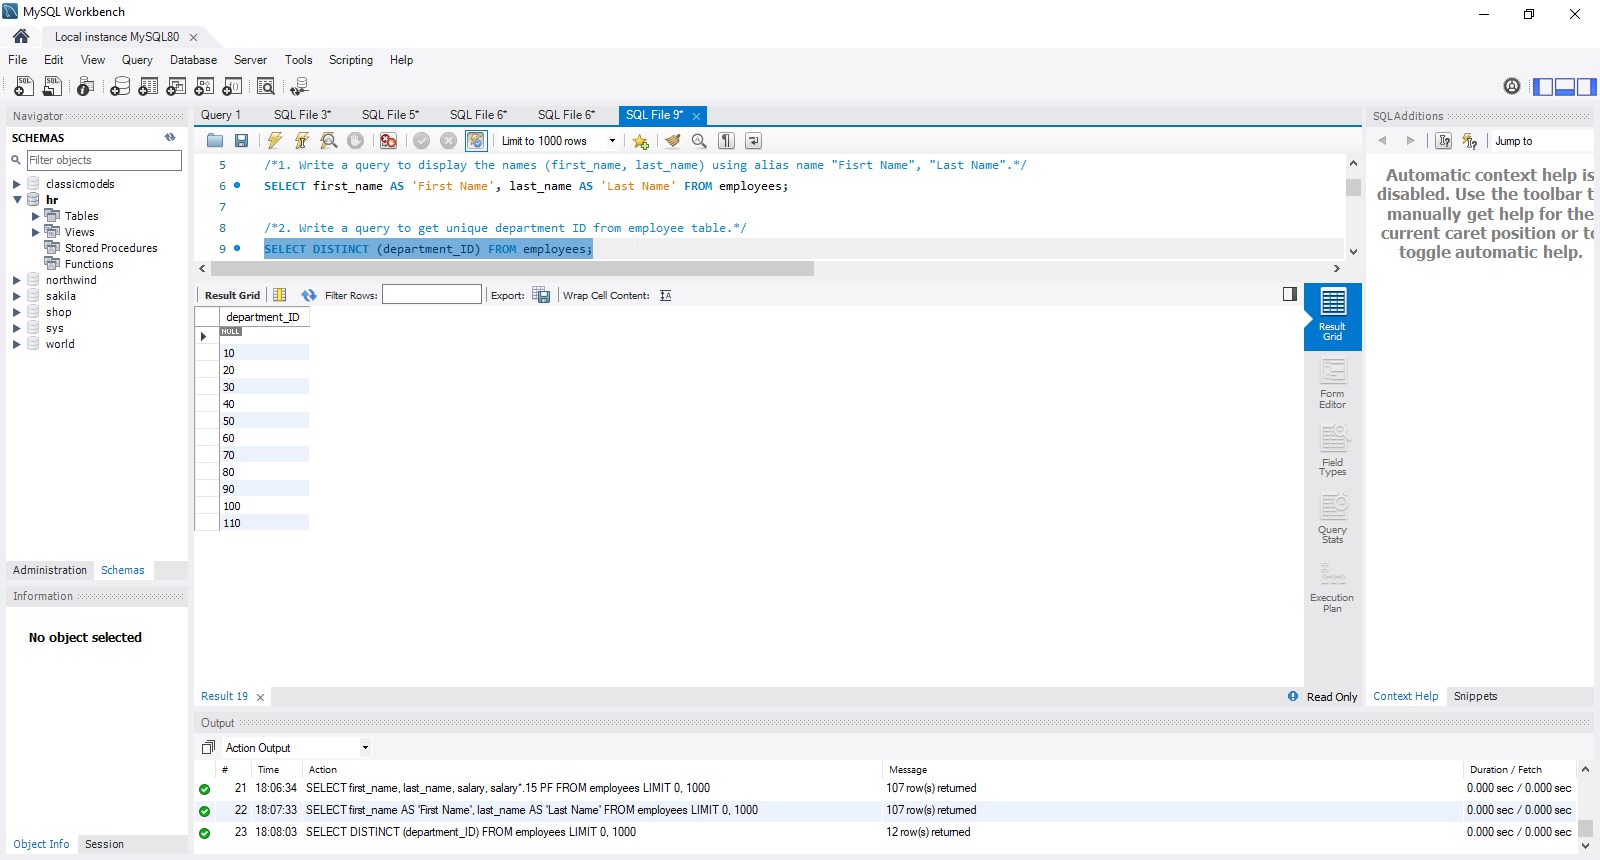 MySQL Workbench
Local instance MySQL80
File Edit View Query Database Server Tools Scripting Help
Navigator
SCHEMAS
Filter objects
classicmodels
hr
Tables
Views
Stored Procedures
Functions
northwind
sakila
shop
sys
world
Administration Schemas
Information
No object selected
Object Info Session
Query 1 SQL File 3* SQL File 5* SQL File 6* SQL File 6* SQL File 9*
Limit to 1000 rows
5 /*1. Write a query to display the names (first_name, last_name) using alias name "Fisrt Name", "Last Name".*/
6 SELECT first_name AS 'First Name', last_name AS 'Last Name' FROM employees;
7
8 /*2. Write a query to get unique department ID from employee table.*/
9 SELECT DISTINCT (department_ID) FROM employees;
Result Grid Filter Rows: Export: Wrap Cell Content:
department_ID
NULL
10
20
30
40
50
60
70
80
90
100
110
Result Grid
Form Editor
Field Types
Query Stats
Execution Plan
Result 19 Read Only
Output
Action Output
# Time Action Message Duration / Fetch
21 18:06:34 SELECT first_name, last_name, salary, salary*.15 PF FROM employees LIMIT 0, 1000 107 row(s) returned 0.000 sec / 0.000 sec
22 18:07:33 SELECT first_name AS 'First Name', last_name AS 'Last Name' FROM employees LIMIT 0, 1000 107 row(s) returned 0.000 sec / 0.000 sec
23 18:08:03 SELECT DISTINCT (department_ID) FROM employees LIMIT 0, 1000 12 row(s) returned 0.000 sec / 0.000 sec
SQLAdditions
Jump to
Automatic context help is
disabled. Use the toolbar t
manually get help for the
current caret position or to
toggle automatic help.
Context Help Snippets